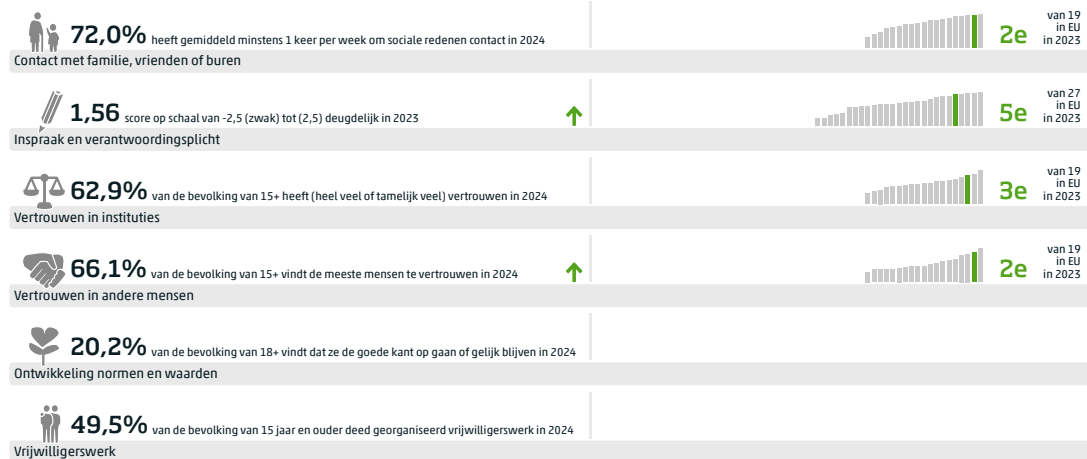 72,0% heeft gemiddeld minstens 1 keer per week om sociale redenen contact in 2024
2e
van 19
in EU
in 2023
Contact met familie, vrienden of buren
1,56 score op schaal van -2,5 (zwak) tot (2,5) deugdelijk in 2023
5e
van 27
in EU
in 2023
Inspraak en verantwoordingsplicht
62,9% van de bevolking van 15+ heeft (heel veel of tamelijk veel) vertrouwen in 2024
3e
van 19
in EU
in 2023
Vertrouwen in instituties
66,1% van de bevolking van 15+ vindt de meeste mensen te vertrouwen in 2024
2e
van 19
in EU
in 2023
Vertrouwen in andere mensen
20,2% van de bevolking van 18+ vindt dat ze de goede kant op gaan of gelijk blijven in 2024
Ontwikkeling normen en waarden
49,5% van de bevolking van 15 jaar en ouder deed georganiseerd vrijwilligerswerk in 2024
Vrijwilligerswerk